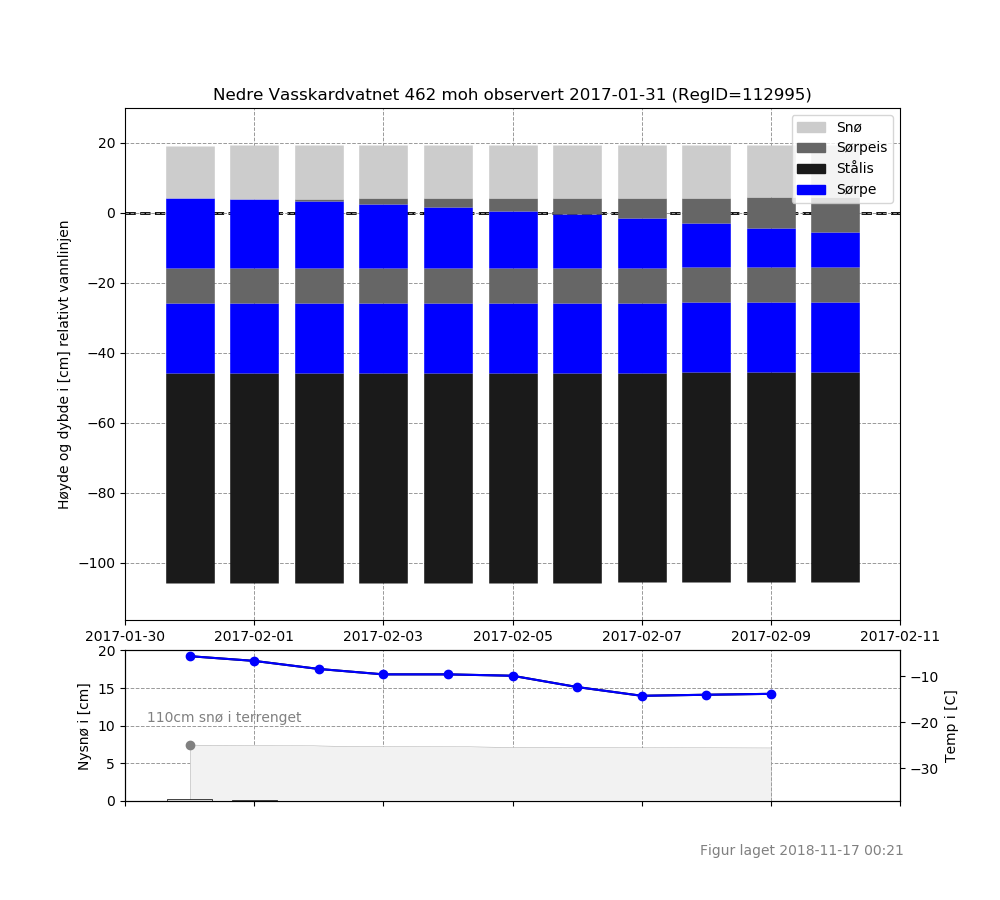 Nedre Vasskardvatnet 462 moh observert 2017-01-31 (RegID=112995)
Snø
Sørpeis
Stålis
Sørpe
20
0
−20
−40
−60
−80
−100
Høyde og dybde i [cm] relativt vannlinjen
2017-01-30 2017-02-01 2017-02-03 2017-02-05 2017-02-07 2017-02-09 2017-02-11
20
15
10
5
0
Nysnø i [cm]
110cm snø i terrenget
−10
−20
−30
Temp i [C]
Figur laget 2018-11-17 00:21